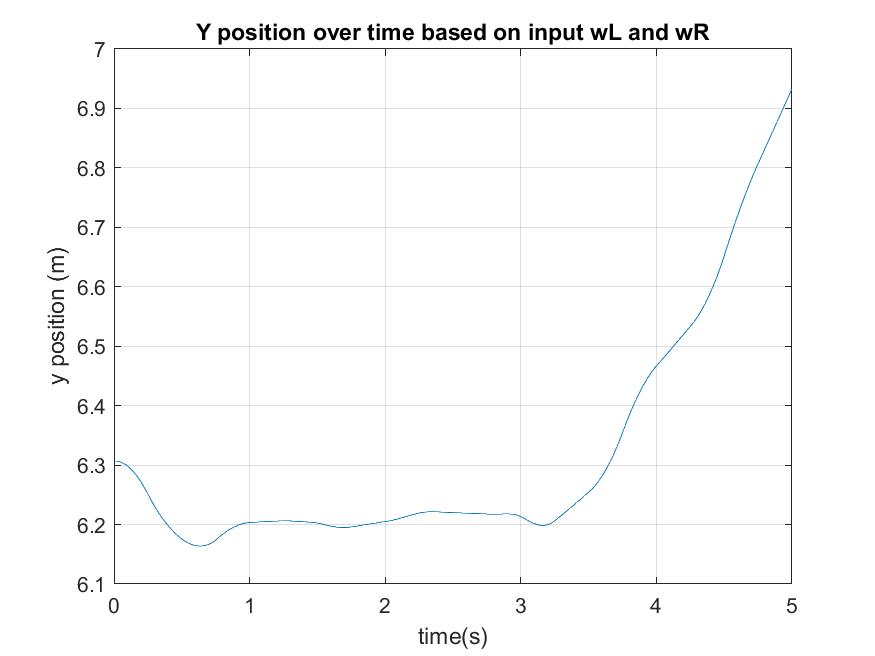 Y position over time based on input wL and wR
7
6.9
6.8
6.7
6.6
6.5
6.4
6.3
6.2
6.1
y position (m)
0 1 2 3 4 5
time(s)